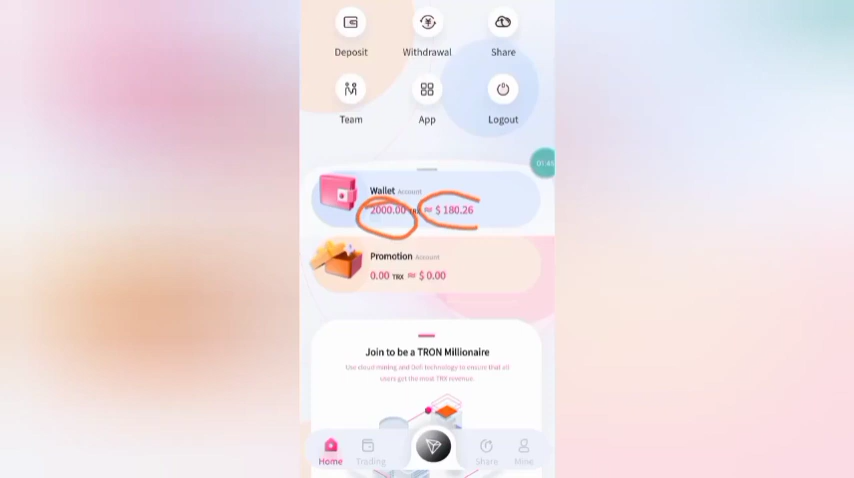 Deposit Withdrawal Share
Team App Logout
01:45
Wallet Account
2000.00 TRX ≈ $ 180.26
Promotion Account
0.00 TRX ≈ $ 0.00
Join to be a TRON Millionaire
Use cloud mining and DeFi technology to ensure that all
users get the most TRX revenue.
Home Trading Share Mine